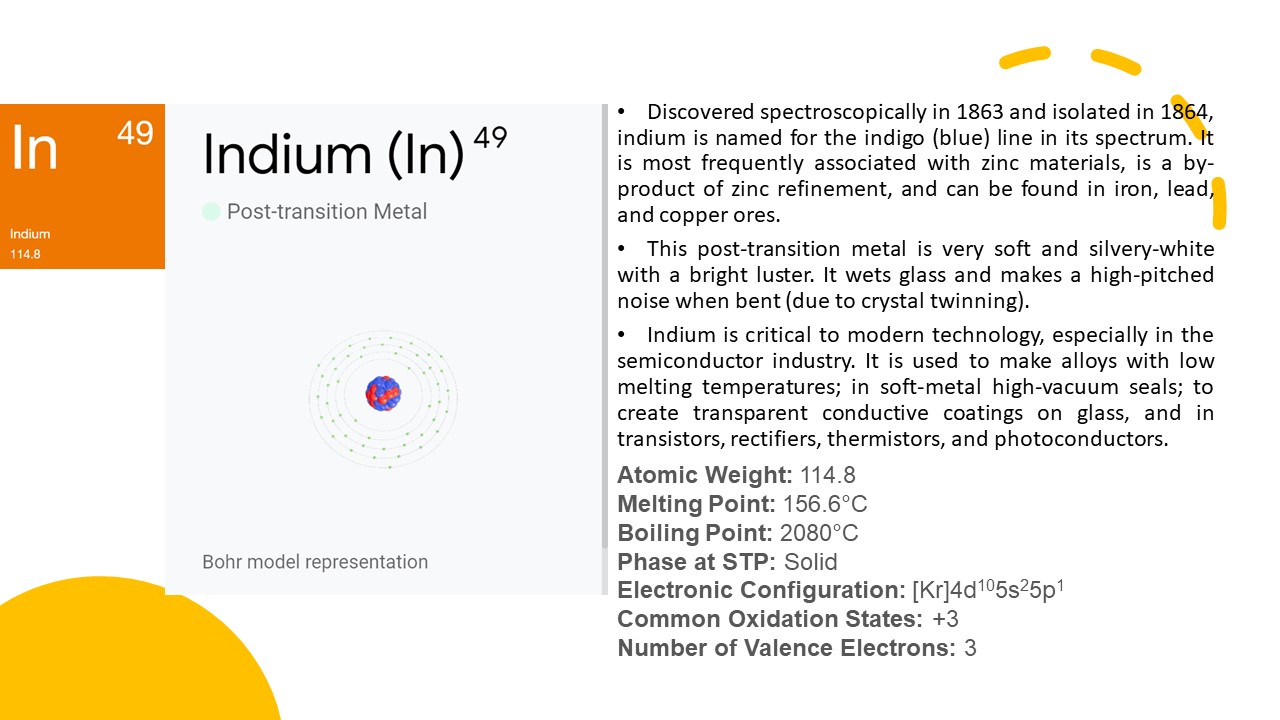 In 49
Indium
114.8
Indium (In) 49
Post-transition Metal
Bohr model representation
• Discovered spectroscopically in 1863 and isolated in 1864,
indium is named for the indigo (blue) line in its spectrum. It
is most frequently associated with zinc materials, is a by-
product of zinc refinement, and can be found in iron, lead,
and copper ores.
• This post-transition metal is very soft and silvery-white
with a bright luster. It wets glass and makes a high-pitched
noise when bent (due to crystal twinning).
• Indium is critical to modern technology, especially in the
semiconductor industry. It is used to make alloys with low
melting temperatures; in soft-metal high-vacuum seals; to
create transparent conductive coatings on glass, and in
transistors, rectifiers, thermistors, and photoconductors.
Atomic Weight: 114.8
Melting Point: 156.6°C
Boiling Point: 2080°C
Phase at STP: Solid
Electronic Configuration: [Kr]4d¹⁰5s²5p¹
Common Oxidation States: +3
Number of Valence Electrons: 3